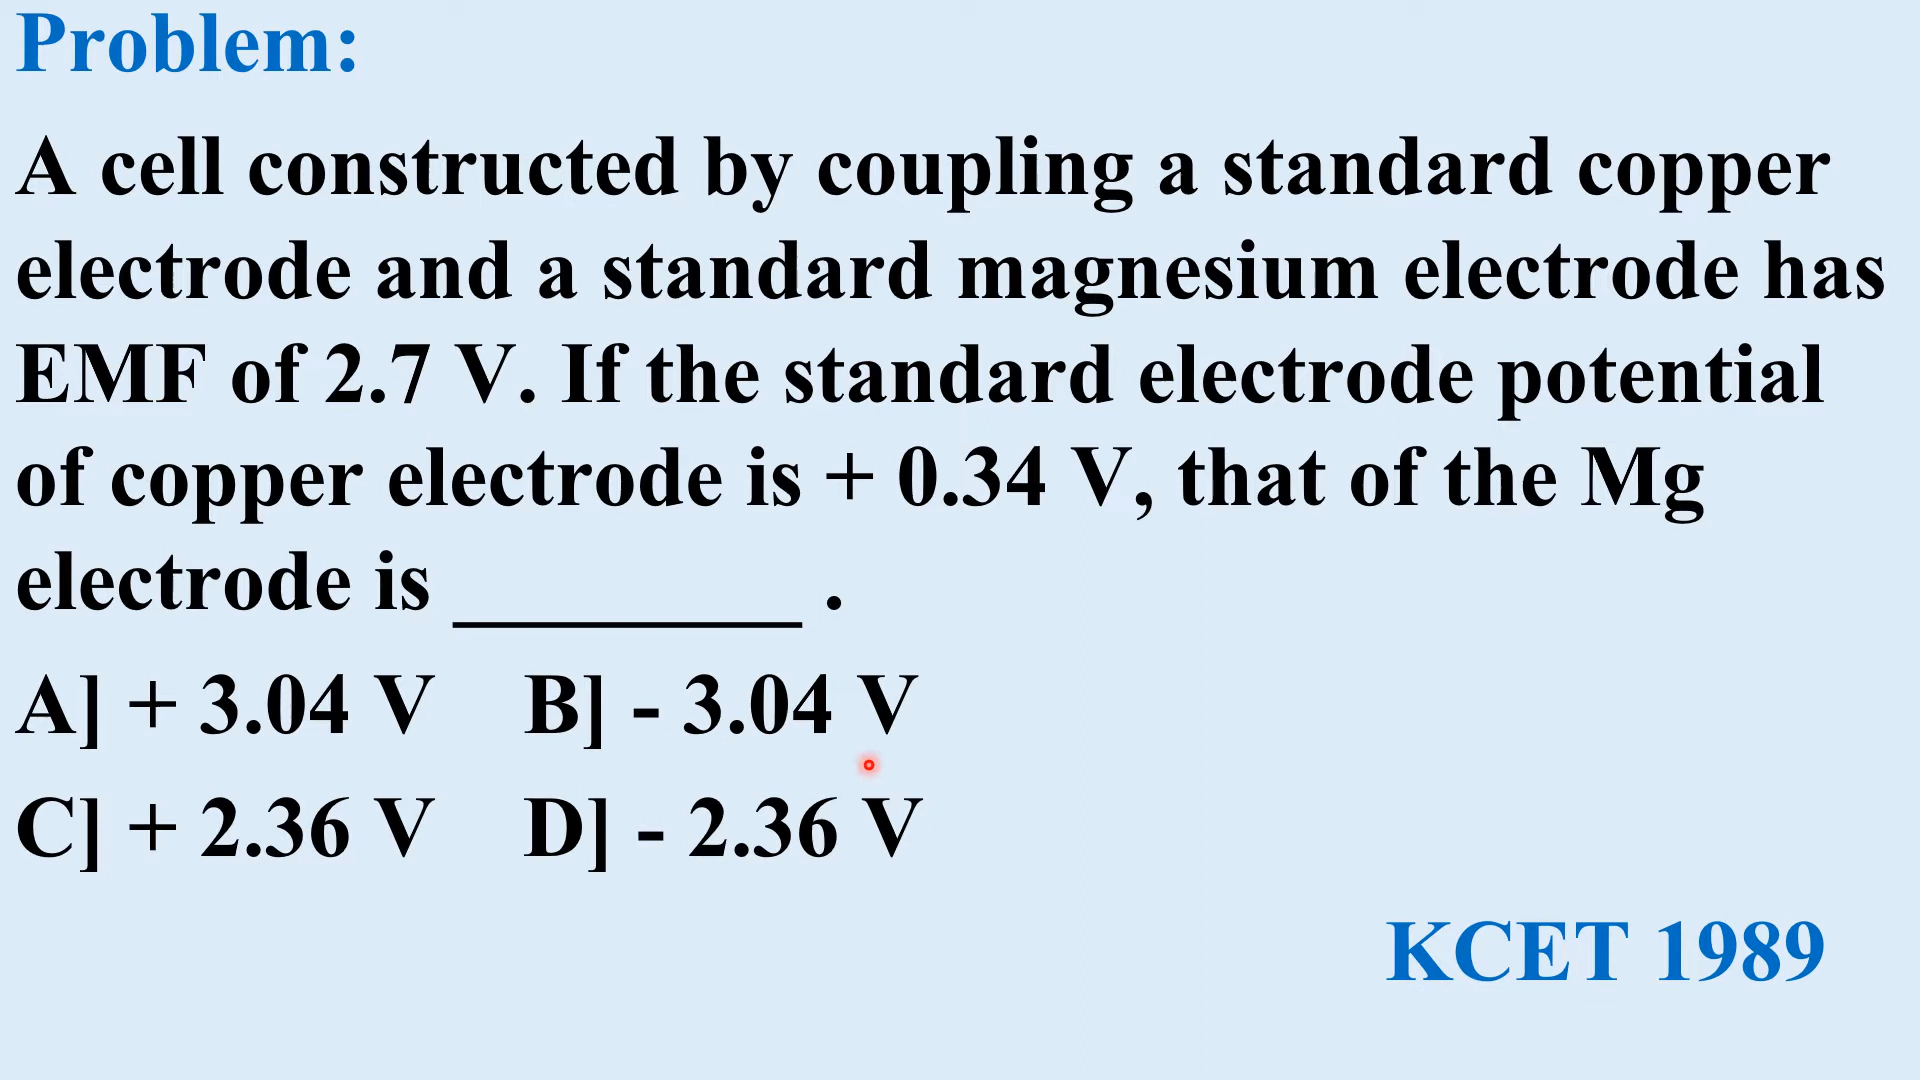 Problem:
A cell constructed by coupling a standard copper
electrode and a standard magnesium electrode has
EMF of 2.7 V. If the standard electrode potential
of copper electrode is + 0.34 V, that of the Mg
electrode is ________ .
A] + 3.04 V B] - 3.04 V
C] + 2.36 V D] - 2.36 V
KCET 1989